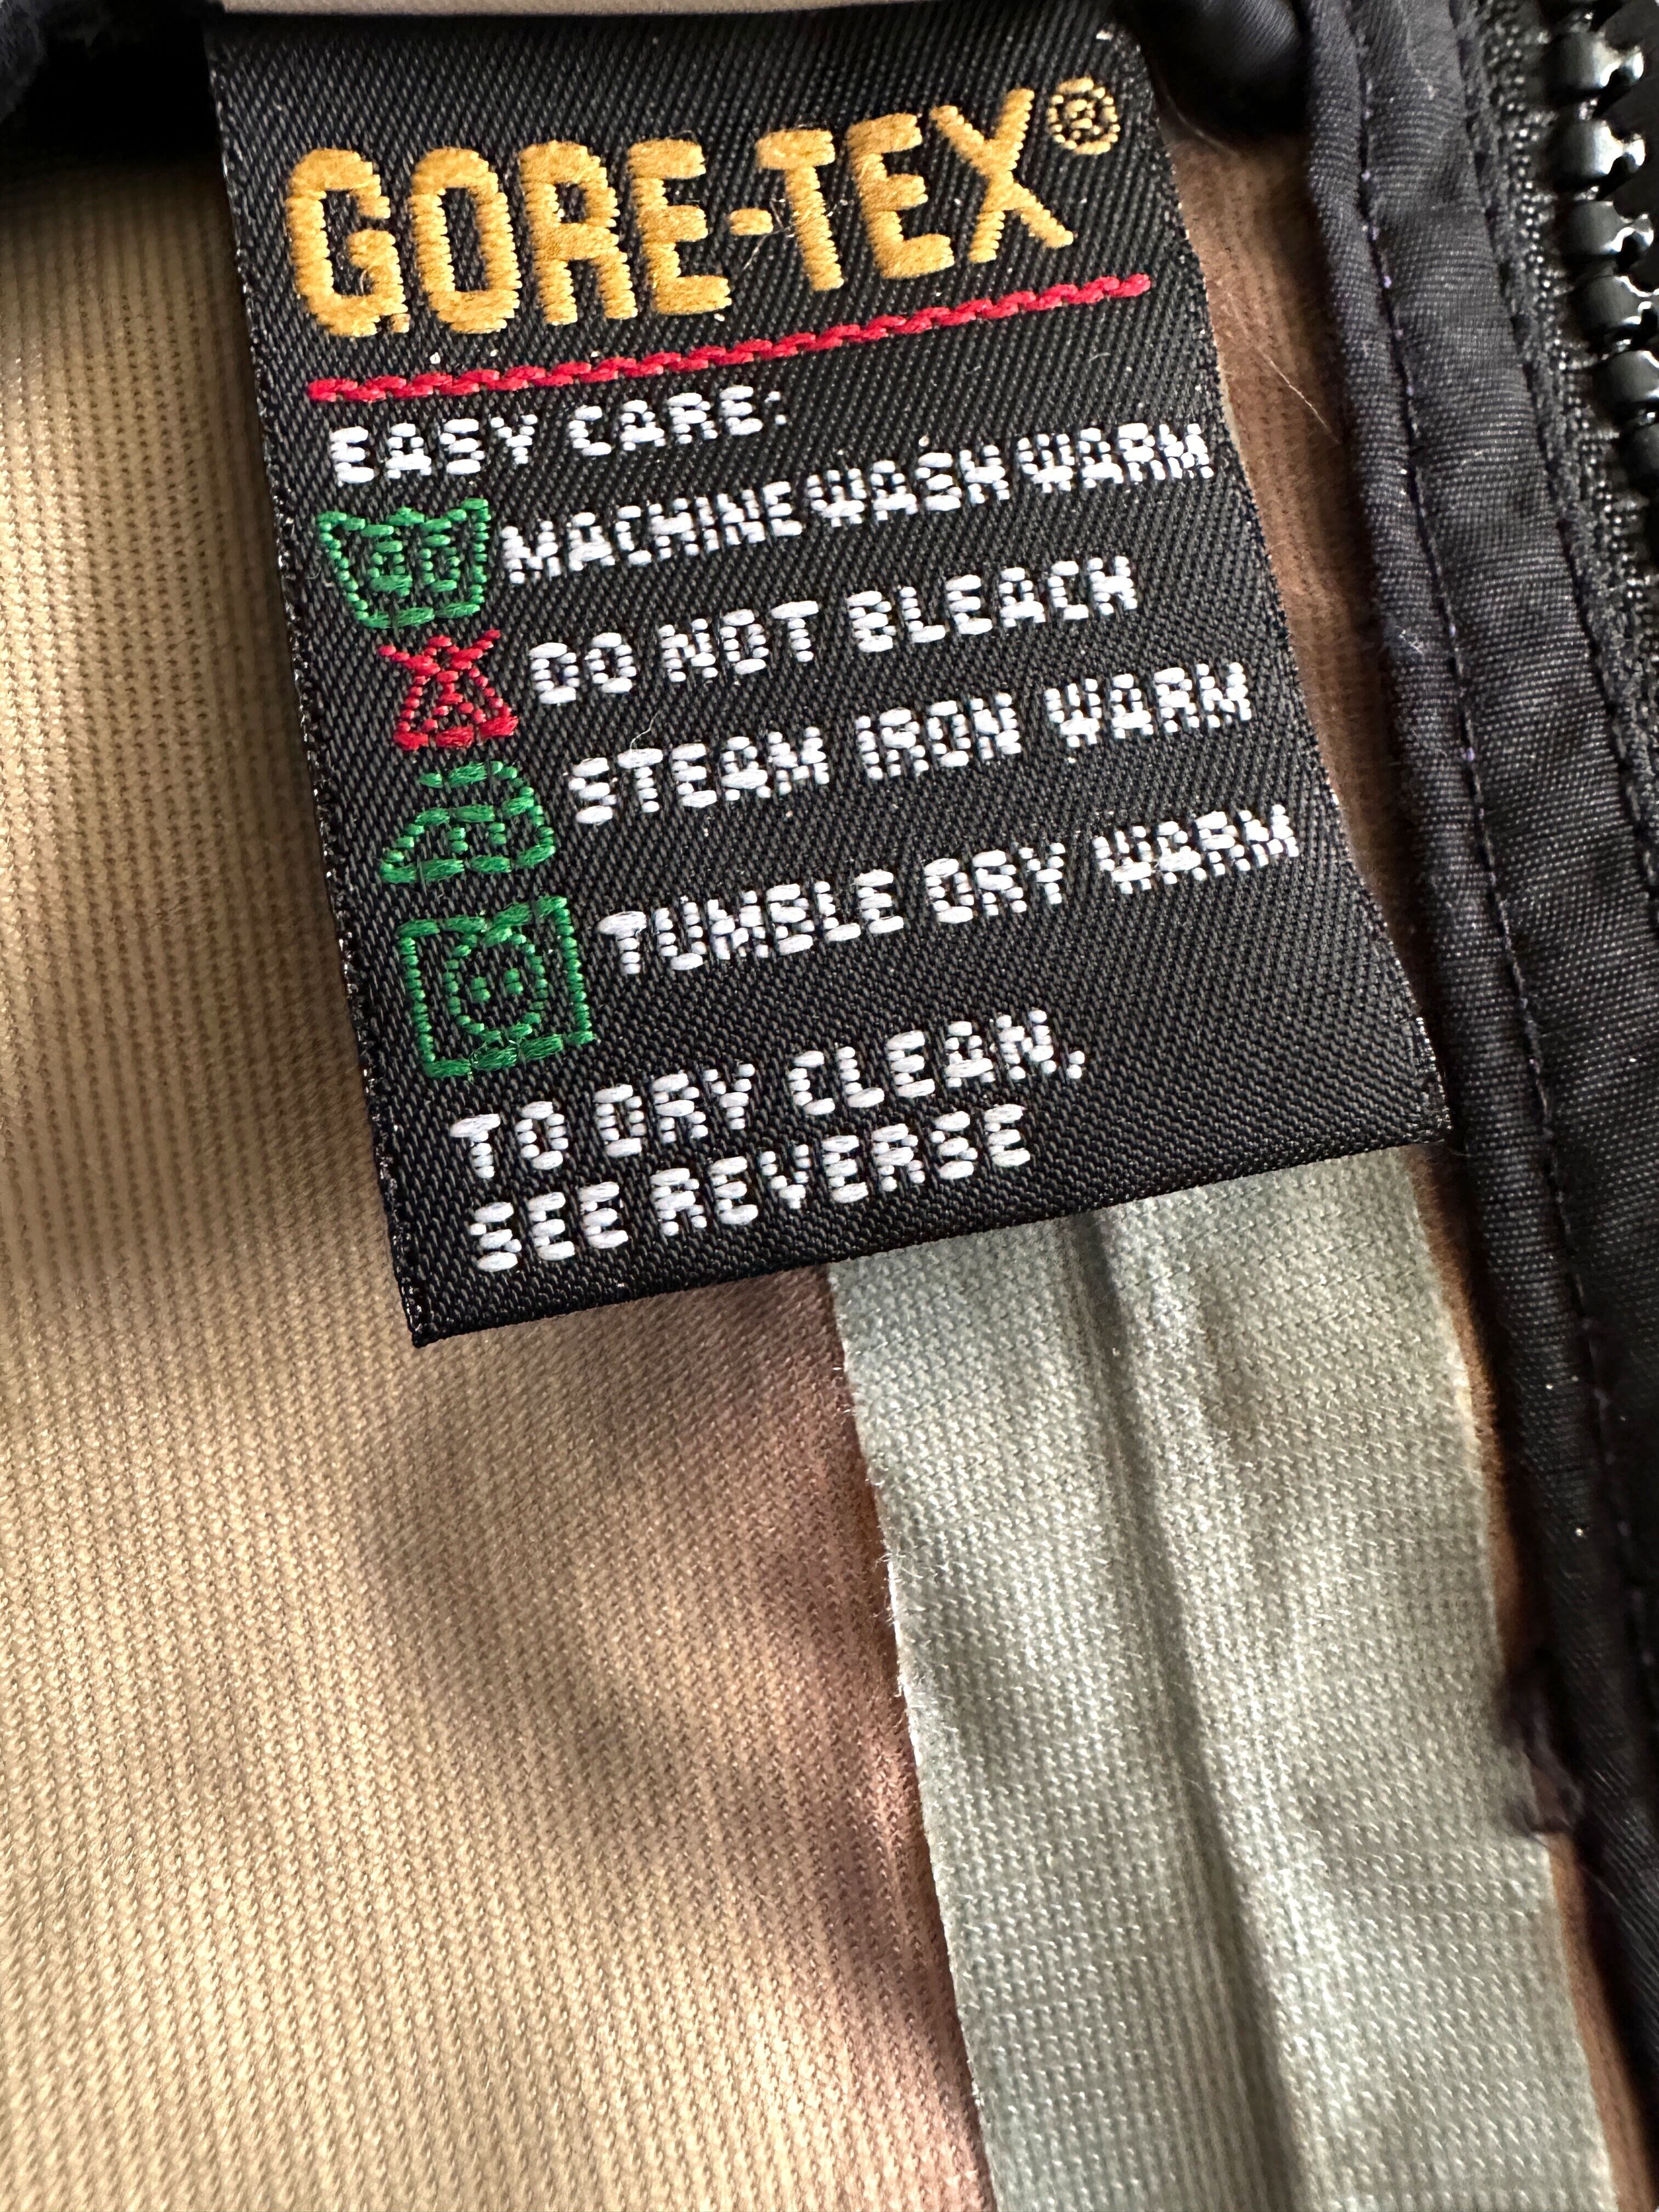 GORE-TEX®
EASY CARE:
40 MACHINE WASH WARM
DO NOT BLEACH
STEAM IRON WARM
TUMBLE DRY WARM
TO DRY CLEAN,
SEE REVERSE